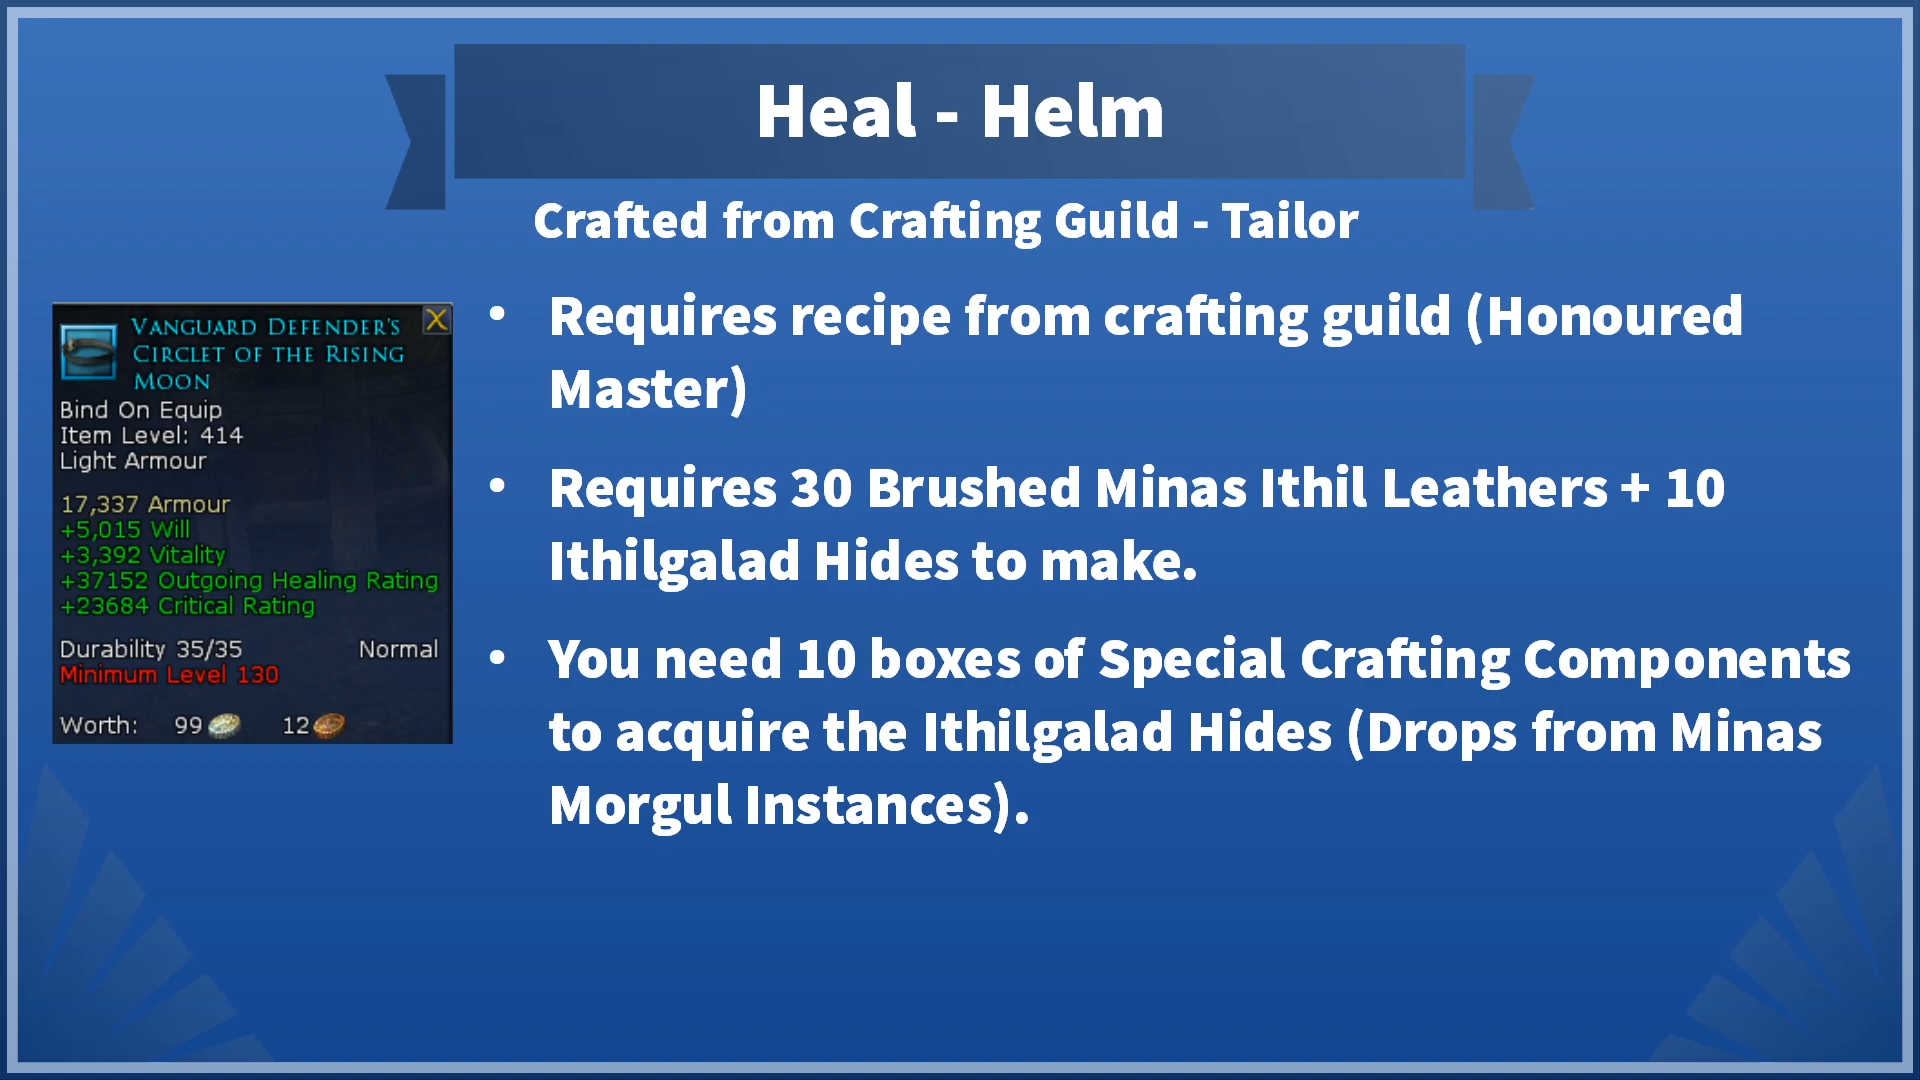 Heal - Helm
Crafted from Crafting Guild - Tailor
VANGUARD DEFENDER'S
CIRCLET OF THE RISING
MOON
Bind On Equip
Item Level: 414
Light Armour
17,337 Armour
+5,015 Will
+3,392 Vitality
+37152 Outgoing Healing Rating
+23684 Critical Rating
Durability 35/35 Normal
Minimum Level 130
Worth: 99 12
• Requires recipe from crafting guild (Honoured
Master)
• Requires 30 Brushed Minas Ithil Leathers + 10
Ithilgalad Hides to make.
• You need 10 boxes of Special Crafting Components
to acquire the Ithilgalad Hides (Drops from Minas
Morgul Instances).